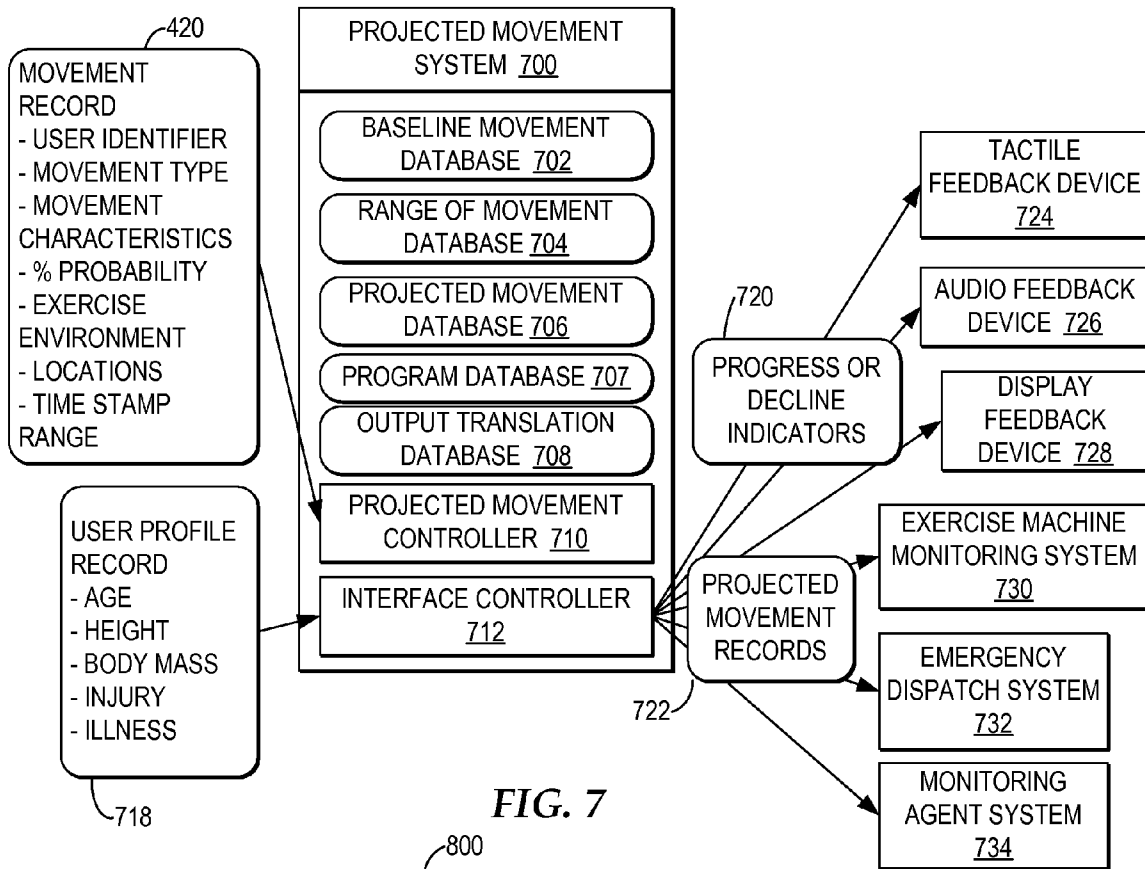 420
MOVEMENT
RECORD
- USER IDENTIFIER
- MOVEMENT TYPE
- MOVEMENT
CHARACTERISTICS
- % PROBABILITY
- EXERCISE
ENVIRONMENT
- LOCATIONS
- TIME STAMP
RANGE
USER PROFILE
RECORD
- AGE
- HEIGHT
- BODY MASS
- INJURY
- ILLNESS
718
PROJECTED MOVEMENT
SYSTEM 700
BASELINE MOVEMENT
DATABASE 702
RANGE OF MOVEMENT
DATABASE 704
PROJECTED MOVEMENT
DATABASE 706
PROGRAM DATABASE 707
OUTPUT TRANSLATION
DATABASE 708
PROJECTED MOVEMENT
CONTROLLER 710
INTERFACE CONTROLLER
712
720
PROGRESS OR
DECLINE
INDICATORS
PROJECTED
MOVEMENT
RECORDS
722
TACTILE
FEEDBACK DEVICE
724
AUDIO FEEDBACK
DEVICE 726
DISPLAY
FEEDBACK
DEVICE 728
EXERCISE MACHINE
MONITORING SYSTEM
730
EMERGENCY
DISPATCH SYSTEM
732
MONITORING
AGENT SYSTEM
734
FIG. 7
800